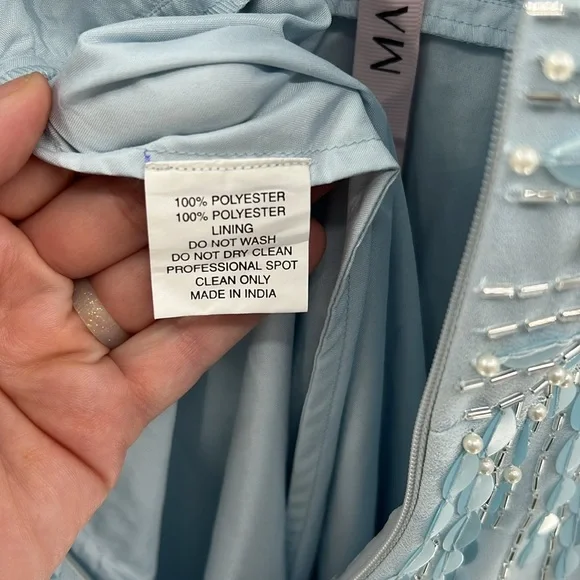 100% POLYESTER
100% POLYESTER
LINING
DO NOT WASH
DO NOT DRY CLEAN
PROFESSIONAL SPOT
CLEAN ONLY
MADE IN INDIA
MA